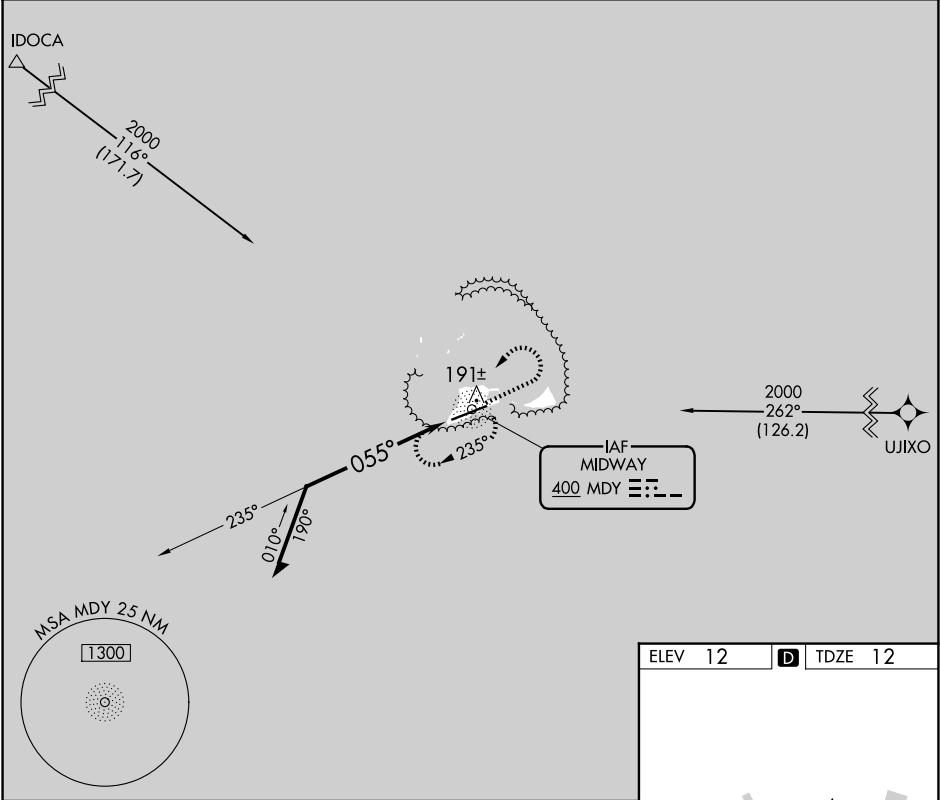 IDOCA
2000
116°
(171.7)
191±
2000
262°
(126.2)
UJIXO
055°
235°
IAF
MIDWAY
400 MDY
235°
010°
190°
MSA MDY 25 NM
1300
ELEV 12 D TDZE 12